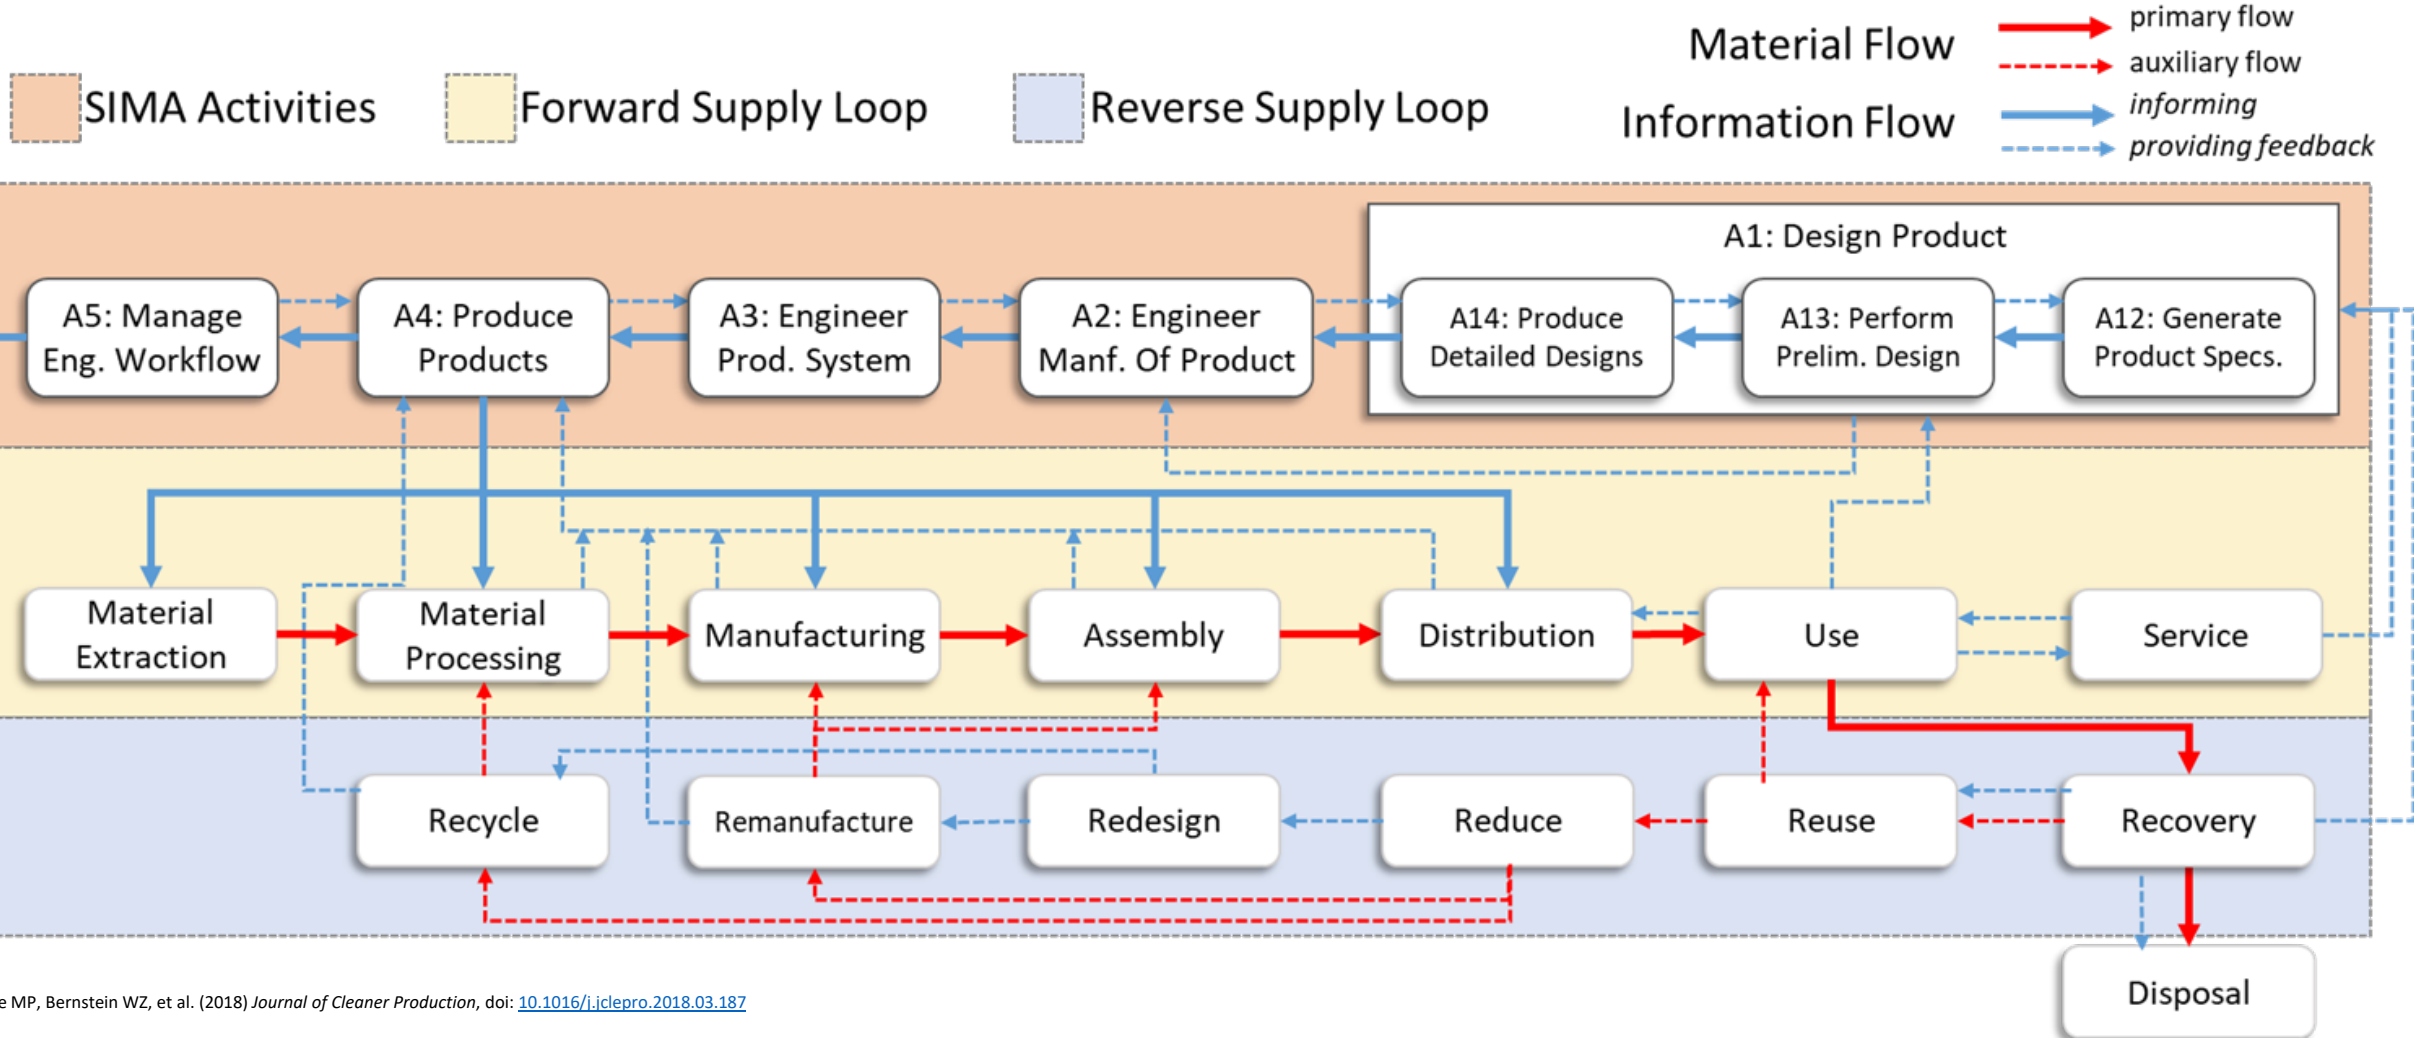 Material Flow
primary flow
auxiliary flow
Information Flow
informing
providing feedback
SIMA Activities
Forward Supply Loop
Reverse Supply Loop
A1: Design Product
A5: Manage
Eng. Workflow
A4: Produce
Products
A3: Engineer
Prod. System
A2: Engineer
Manf. Of Product
A14: Produce
Detailed Designs
A13: Perform
Prelim. Design
A12: Generate
Product Specs.
Material
Extraction
Material
Processing
Manufacturing
Assembly
Distribution
Use
Service
Recycle
Remanufacture
Redesign
Reduce
Reuse
Recovery
Disposal
e MP, Bernstein WZ, et al. (2018) Journal of Cleaner Production, doi: 10.1016/j.jclepro.2018.03.187